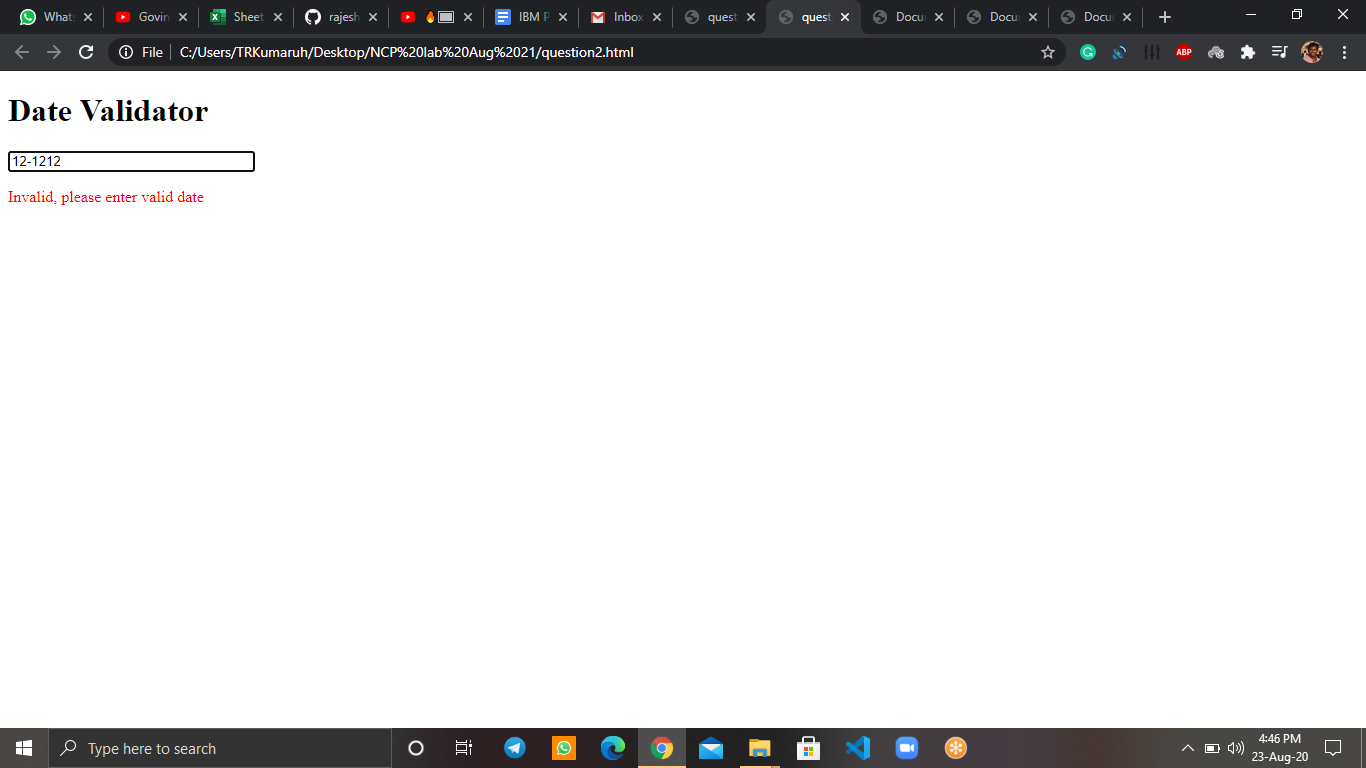 What
Govin
Sheet
rajesh
IBM P
Inbox
quest
quest
Docu
Docu
Docu
File
C:/Users/TRKumaruh/Desktop/NCP%20lab%20Aug%2021/question2.html
ABP
Date Validator
12-1212
Invalid, please enter valid date
Type here to search
4:46 PM
23-Aug-20